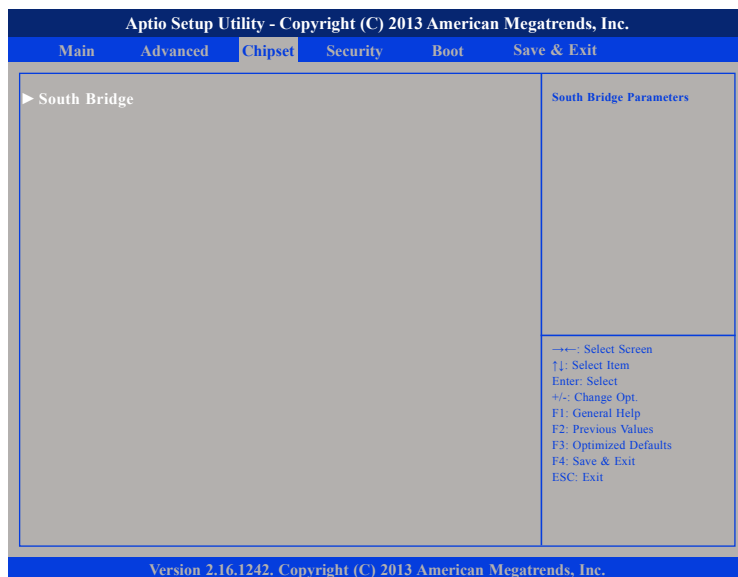 Aptio Setup Utility - Copyright (C) 2013 American Megatrends, Inc.
Main Advanced Chipset Security Boot Save & Exit
► South Bridge
South Bridge Parameters
→←: Select Screen
↑↓: Select Item
Enter: Select
+/-: Change Opt.
F1: General Help
F2: Previous Values
F3: Optimized Defaults
F4: Save & Exit
ESC: Exit
Version 2.16.1242. Copyright (C) 2013 American Megatrends, Inc.